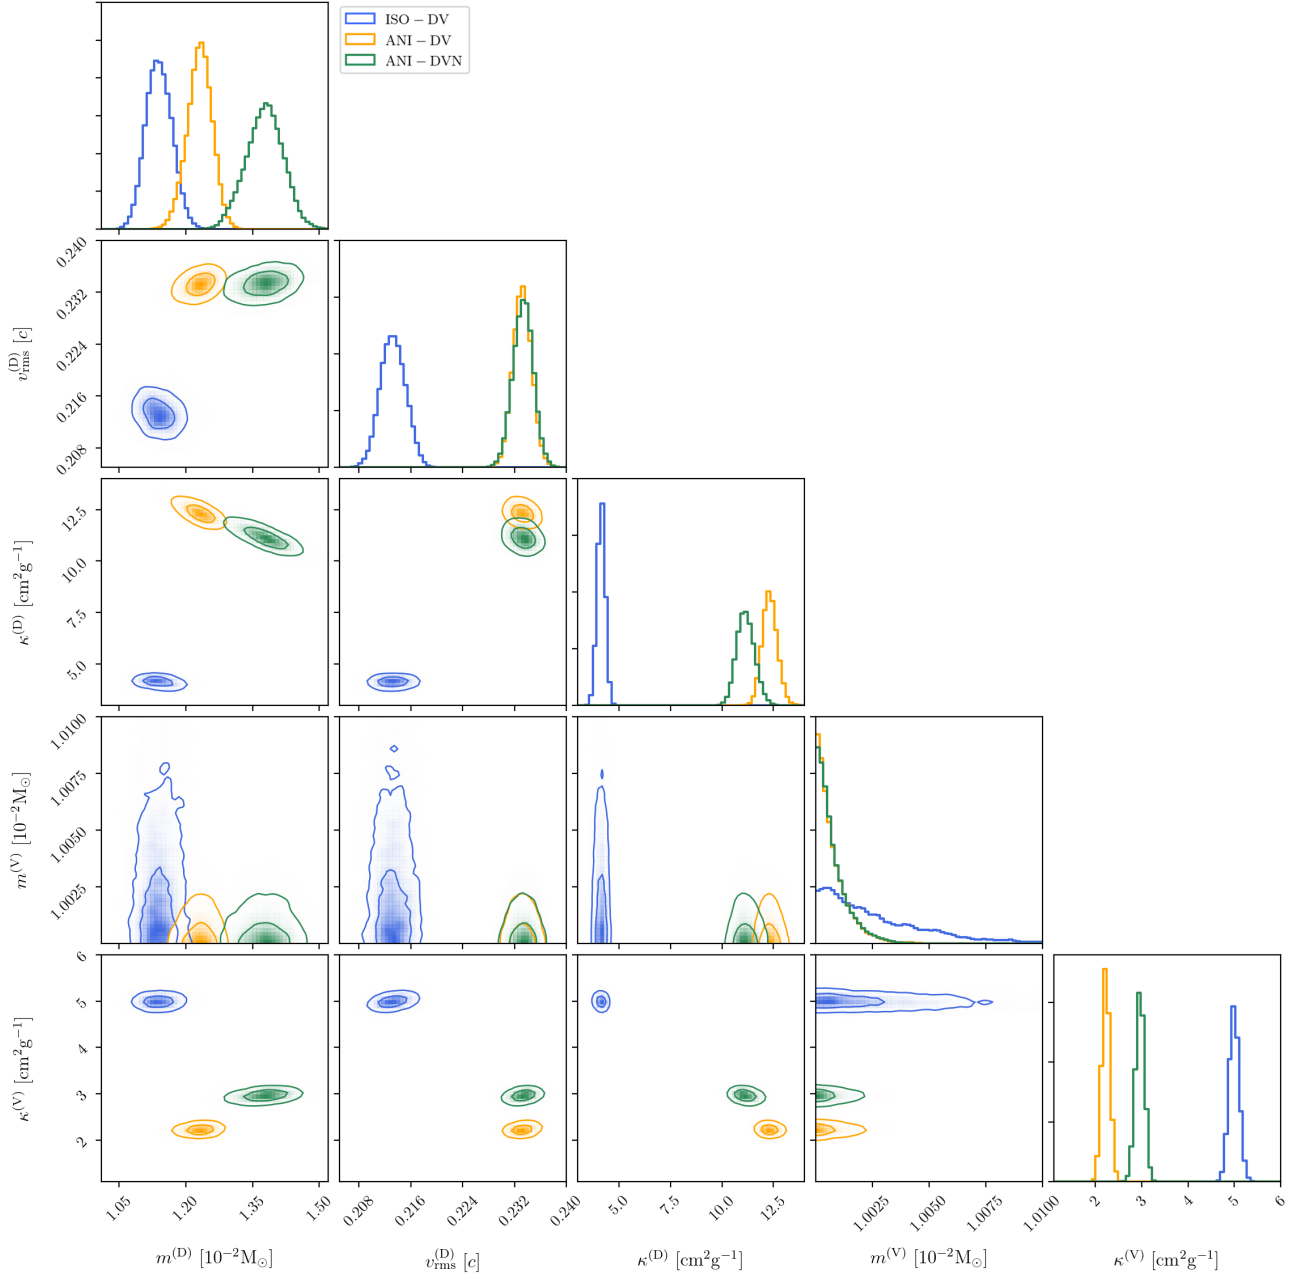 ISO − DV
ANI − DV
ANI − DVN
0.240
0.232
0.224
0.216
0.208
v_rms^(D) [c]
12.5
10.0
7.5
5.0
κ^(D) [cm²g⁻¹]
1.0100
1.0075
1.0050
1.0025
m^(V) [10⁻²M⊙]
6
5
4
3
2
κ^(V) [cm²g⁻¹]
1.05 1.20 1.35 1.50
0.208 0.216 0.224 0.232 0.240
5.0 7.5 10.0 12.5
1.0025 1.0050 1.0075 1.0100
2 3 4 5 6
m^(D) [10⁻²M⊙]
v_rms^(D) [c]
κ^(D) [cm²g⁻¹]
m^(V) [10⁻²M⊙]
κ^(V) [cm²g⁻¹]